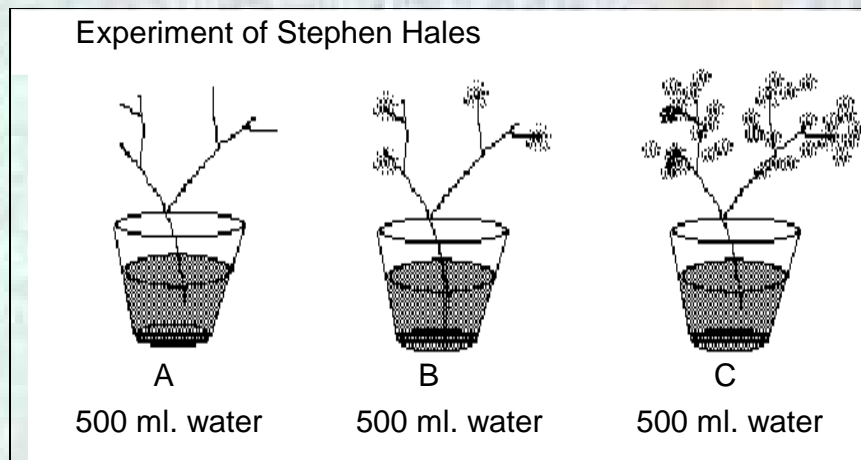 Experiment of Stephen Hales
A B C
500 ml. water 500 ml. water 500 ml. water